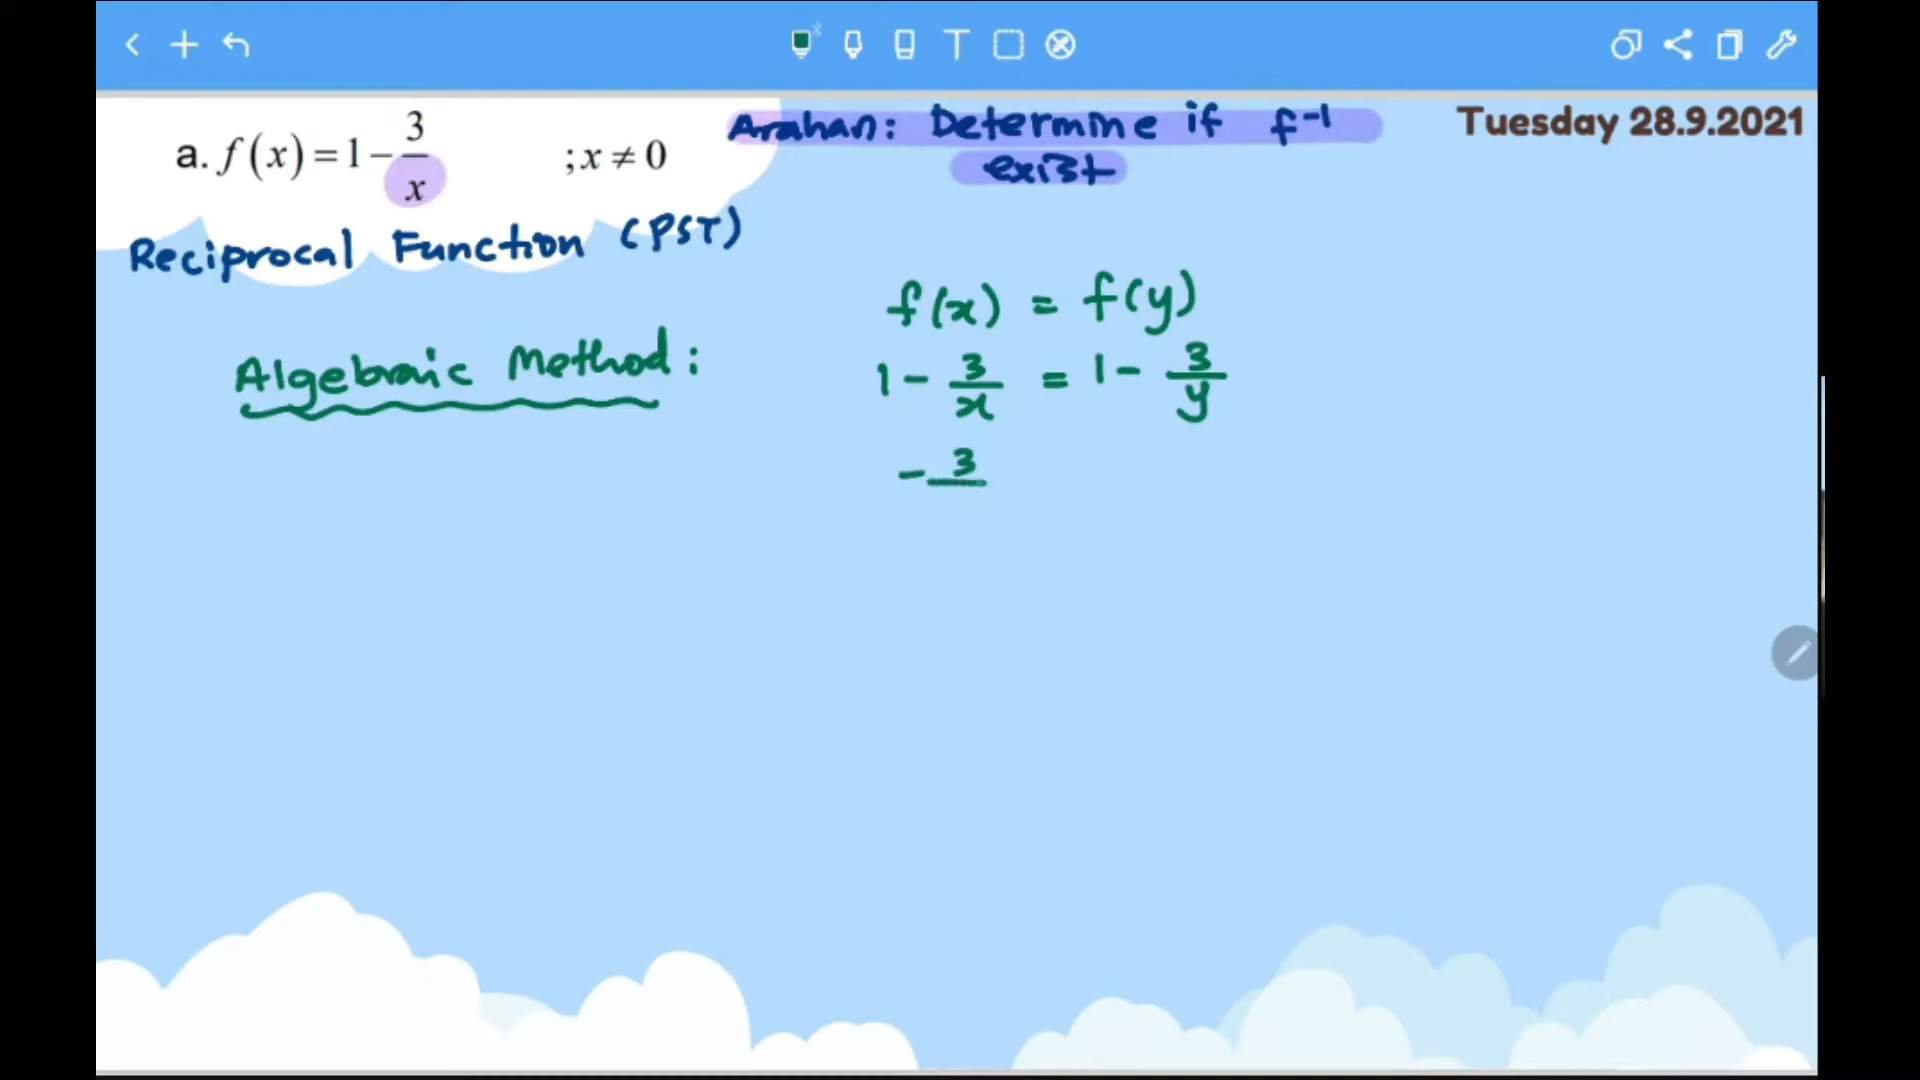 a. f(x) = 1 − 3/x ; x ≠ 0
Arahan: Determine if f⁻¹
exist
Tuesday 28.9.2021
Reciprocal Function (PST)
Algebraic Method:
f(x) = f(y)
1 - 3/x = 1 - 3/y
- 3